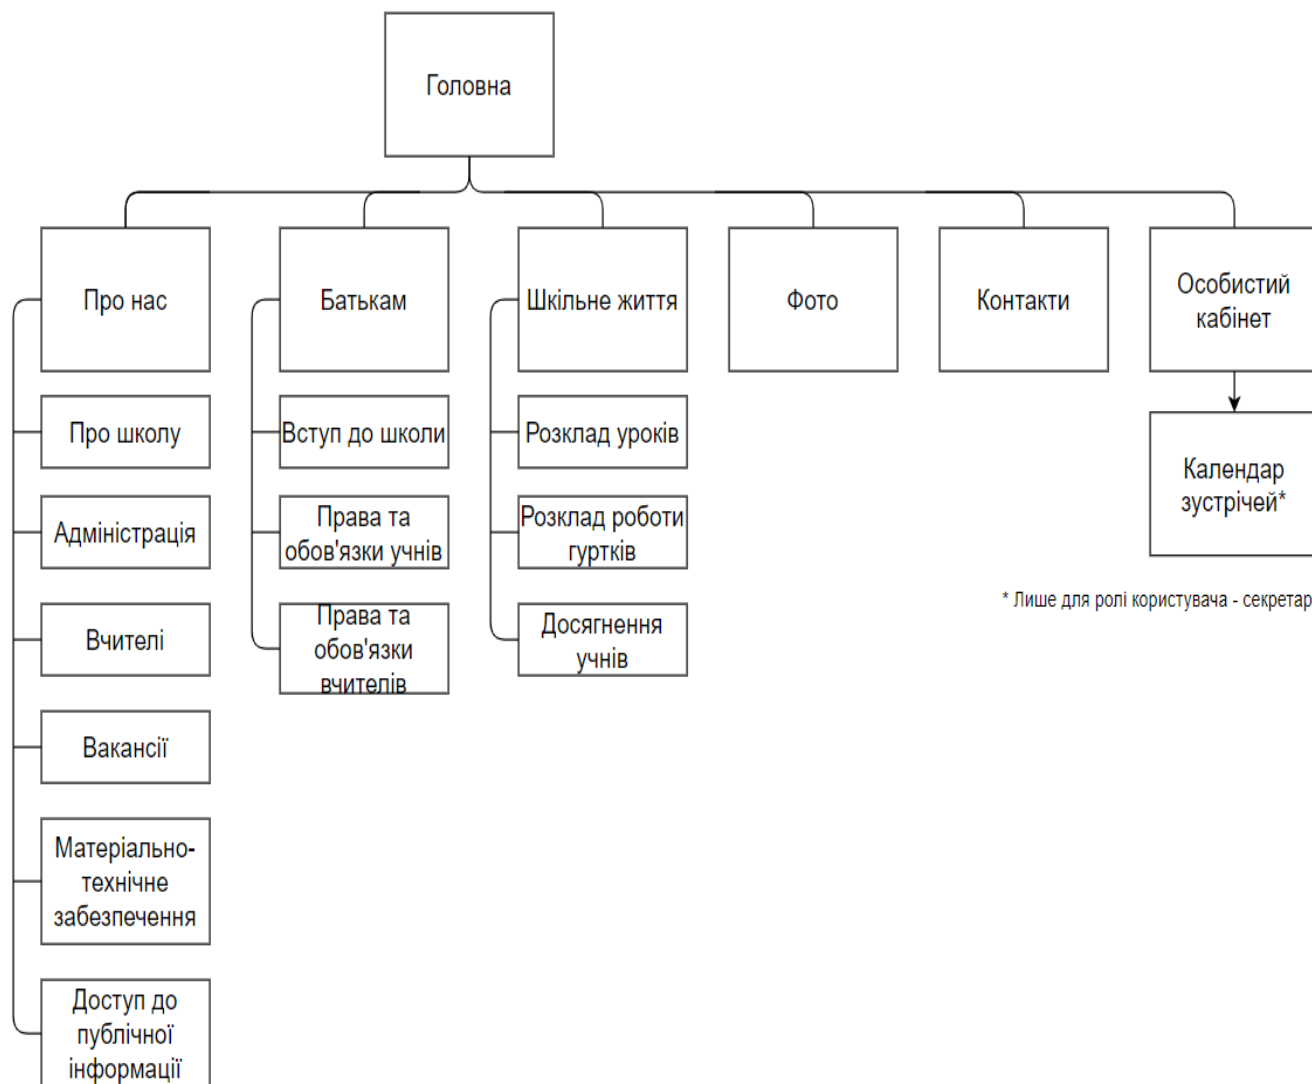 Головна
Про нас
Батькам
Шкільне життя
Фото
Контакти
Особистий
кабінет
Про школу
Вступ до школи
Розклад уроків
Календар
зустрічей*
Адміністрація
Права та
обов'язки учнів
Розклад роботи
гуртків
* Лише для ролі користувача - секретар
Вчителі
Права та
обов'язки
вчителів
Досягнення
учнів
Вакансії
Матеріально-
технічне
забезпечення
Доступ до
публічної
інформації